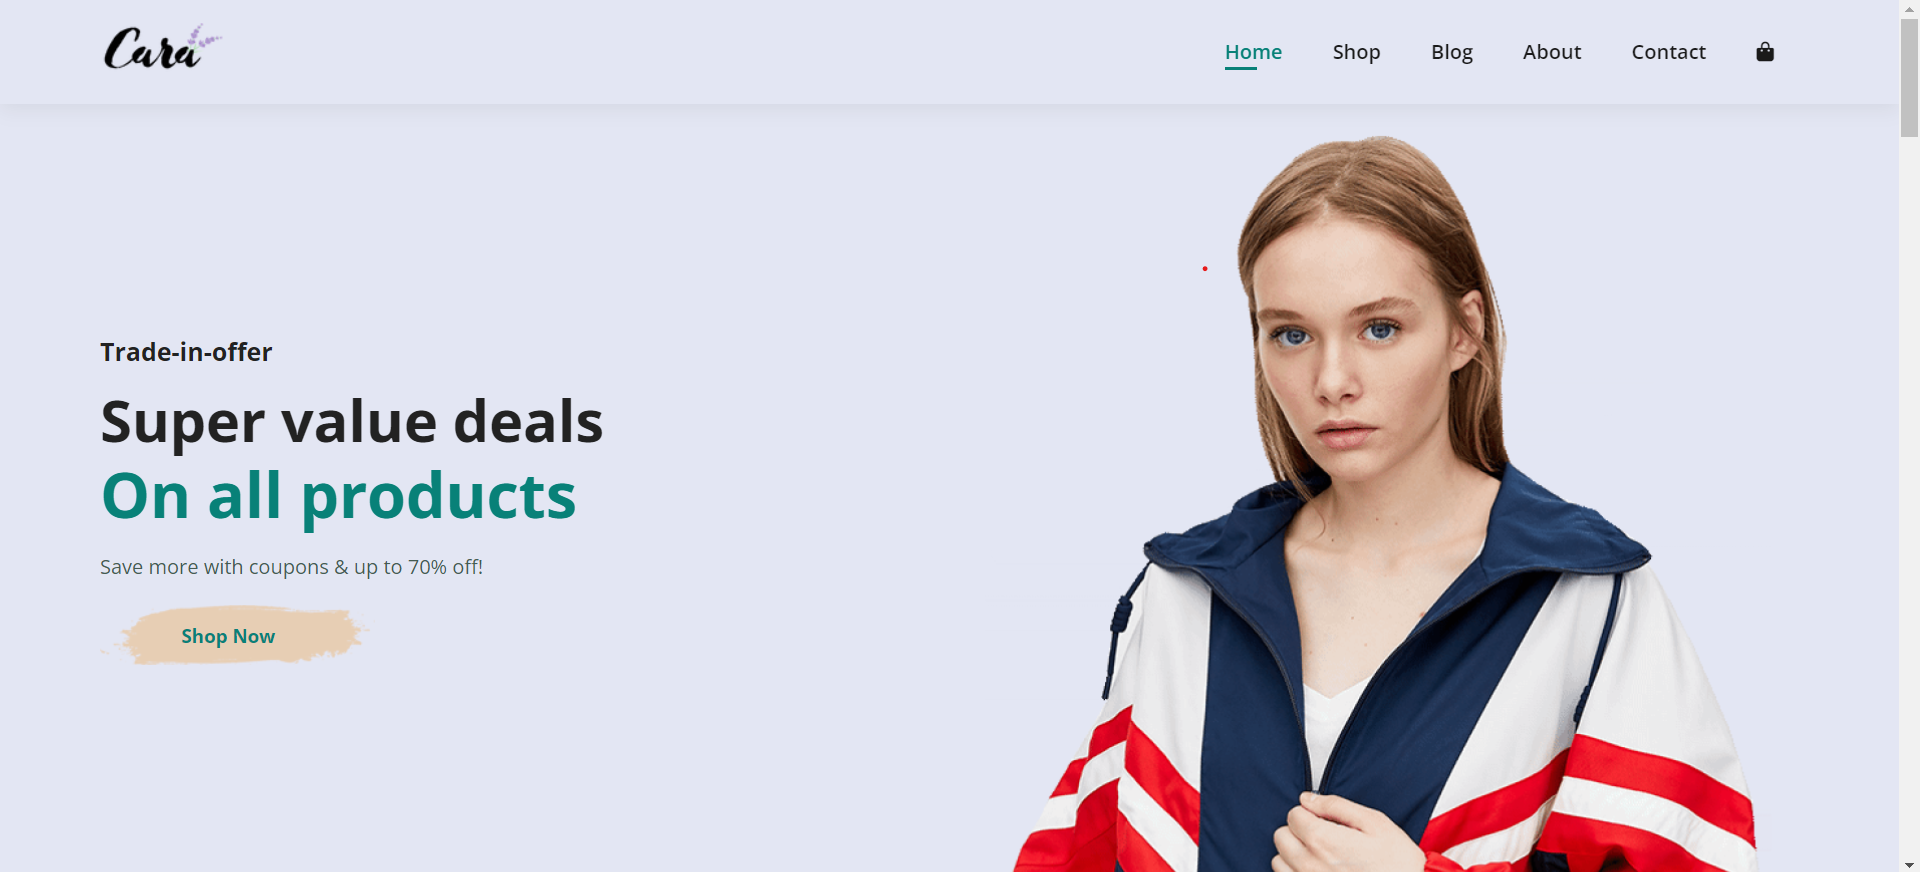 Cara
Home Shop Blog About Contact
Trade-in-offer
Super value deals
On all products
Save more with coupons & up to 70% off!
Shop Now